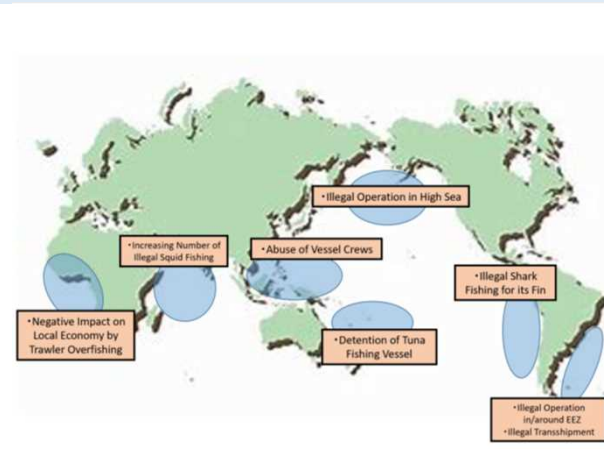 •Illegal Operation in High Sea
•Increasing Number of
Illegal Squid Fishing
•Abuse of Vessel Crews
•Illegal Shark
Fishing for its Fin
•Negative Impact on
Local Economy by
Trawler Overfishing
•Detention of Tuna
Fishing Vessel
•Illegal Operation
in/around EEZ
•Illegal Transshipment